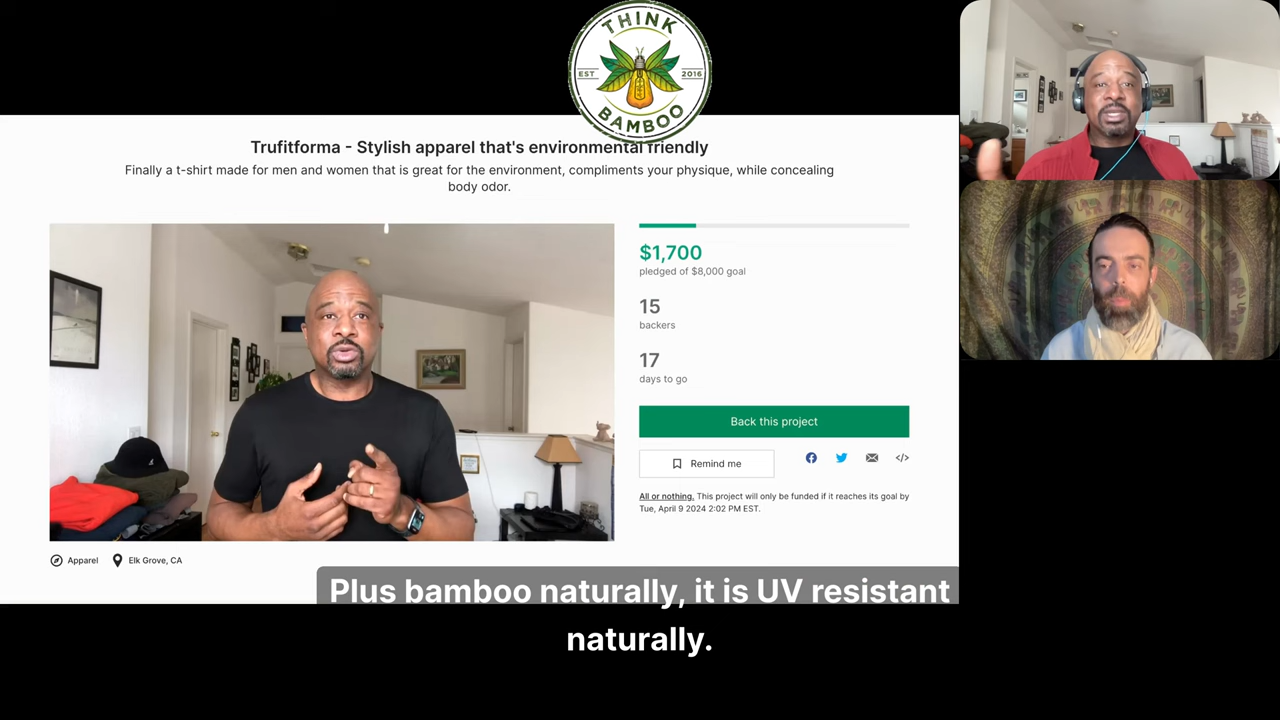 THINK
EST 2016
BAMBOO
Trufitforma - Stylish apparel that's environmental friendly
Finally a t-shirt made for men and women that is great for the environment, compliments your physique, while concealing
body odor.
$1,700
pledged of $8,000 goal
15
backers
17
days to go
Back this project
Remind me
All or nothing. This project will only be funded if it reaches its goal by
Tue, April 9 2024 2:02 PM EST.
Apparel Elk Grove, CA
Plus bamboo naturally, it is UV resistant
naturally.